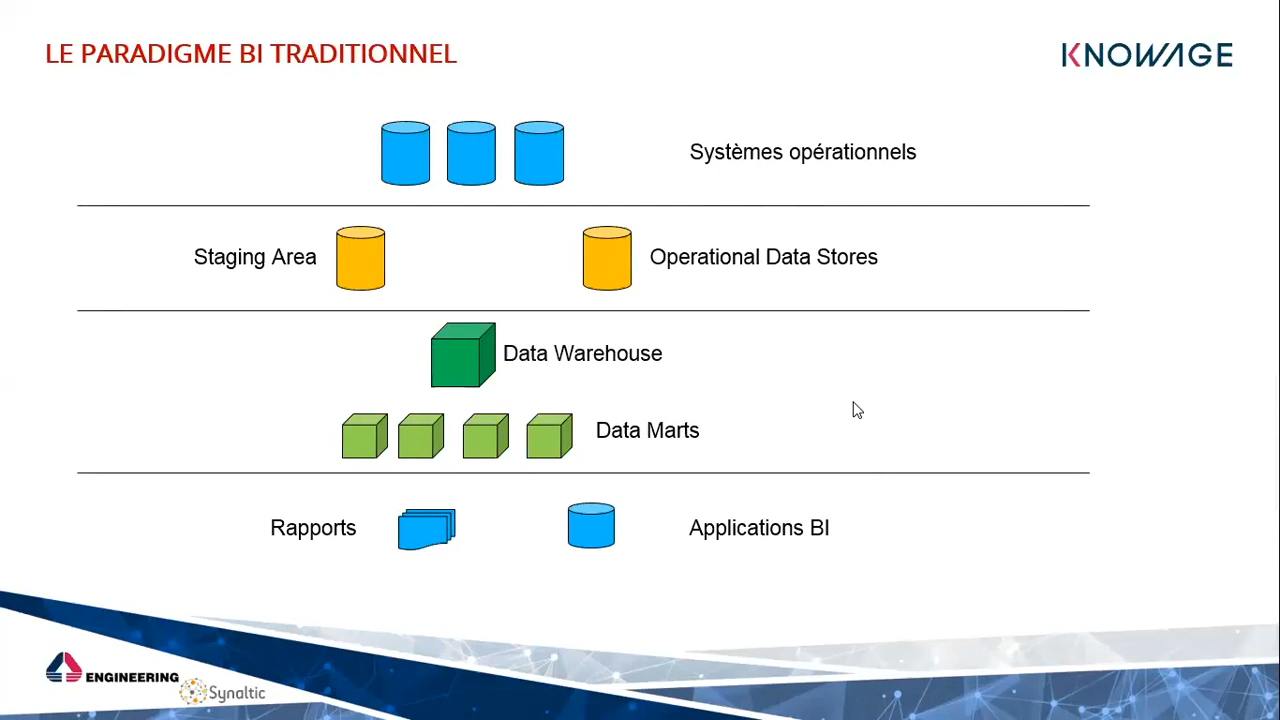 LE PARADIGME BI TRADITIONNEL
KNOWAGE
Systèmes opérationnels
Staging Area
Operational Data Stores
Data Warehouse
Data Marts
Rapports
Applications BI
ENGINEERING
Synaltic